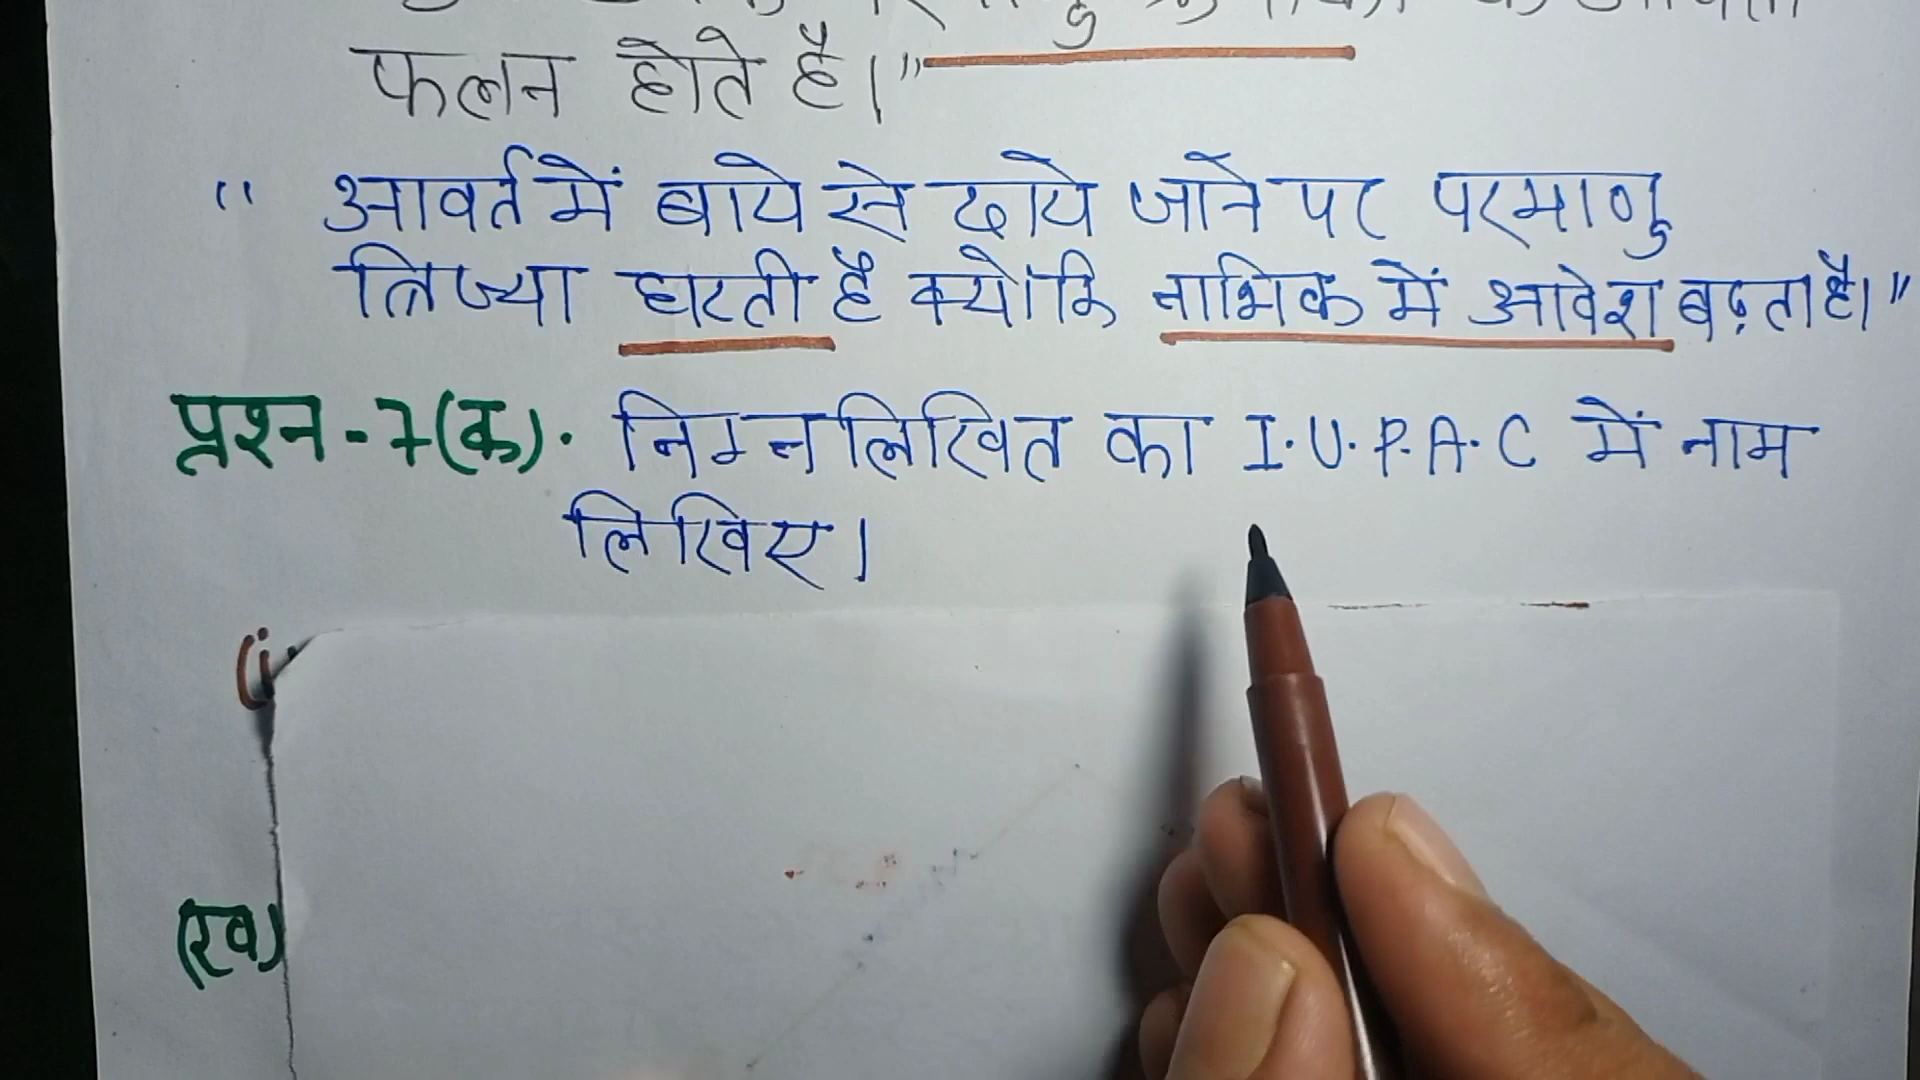 फलन होते है।”
“ आवर्त में बाये से दाये जाने पर परमाणु
त्रिज्या घटती है क्योकि नाभिक में आवेश बढ़ता है।”
प्रश्न-7(क). निम्नलिखित का I.U.P.A.C में नाम
लिखिए।
(i.
(ख)